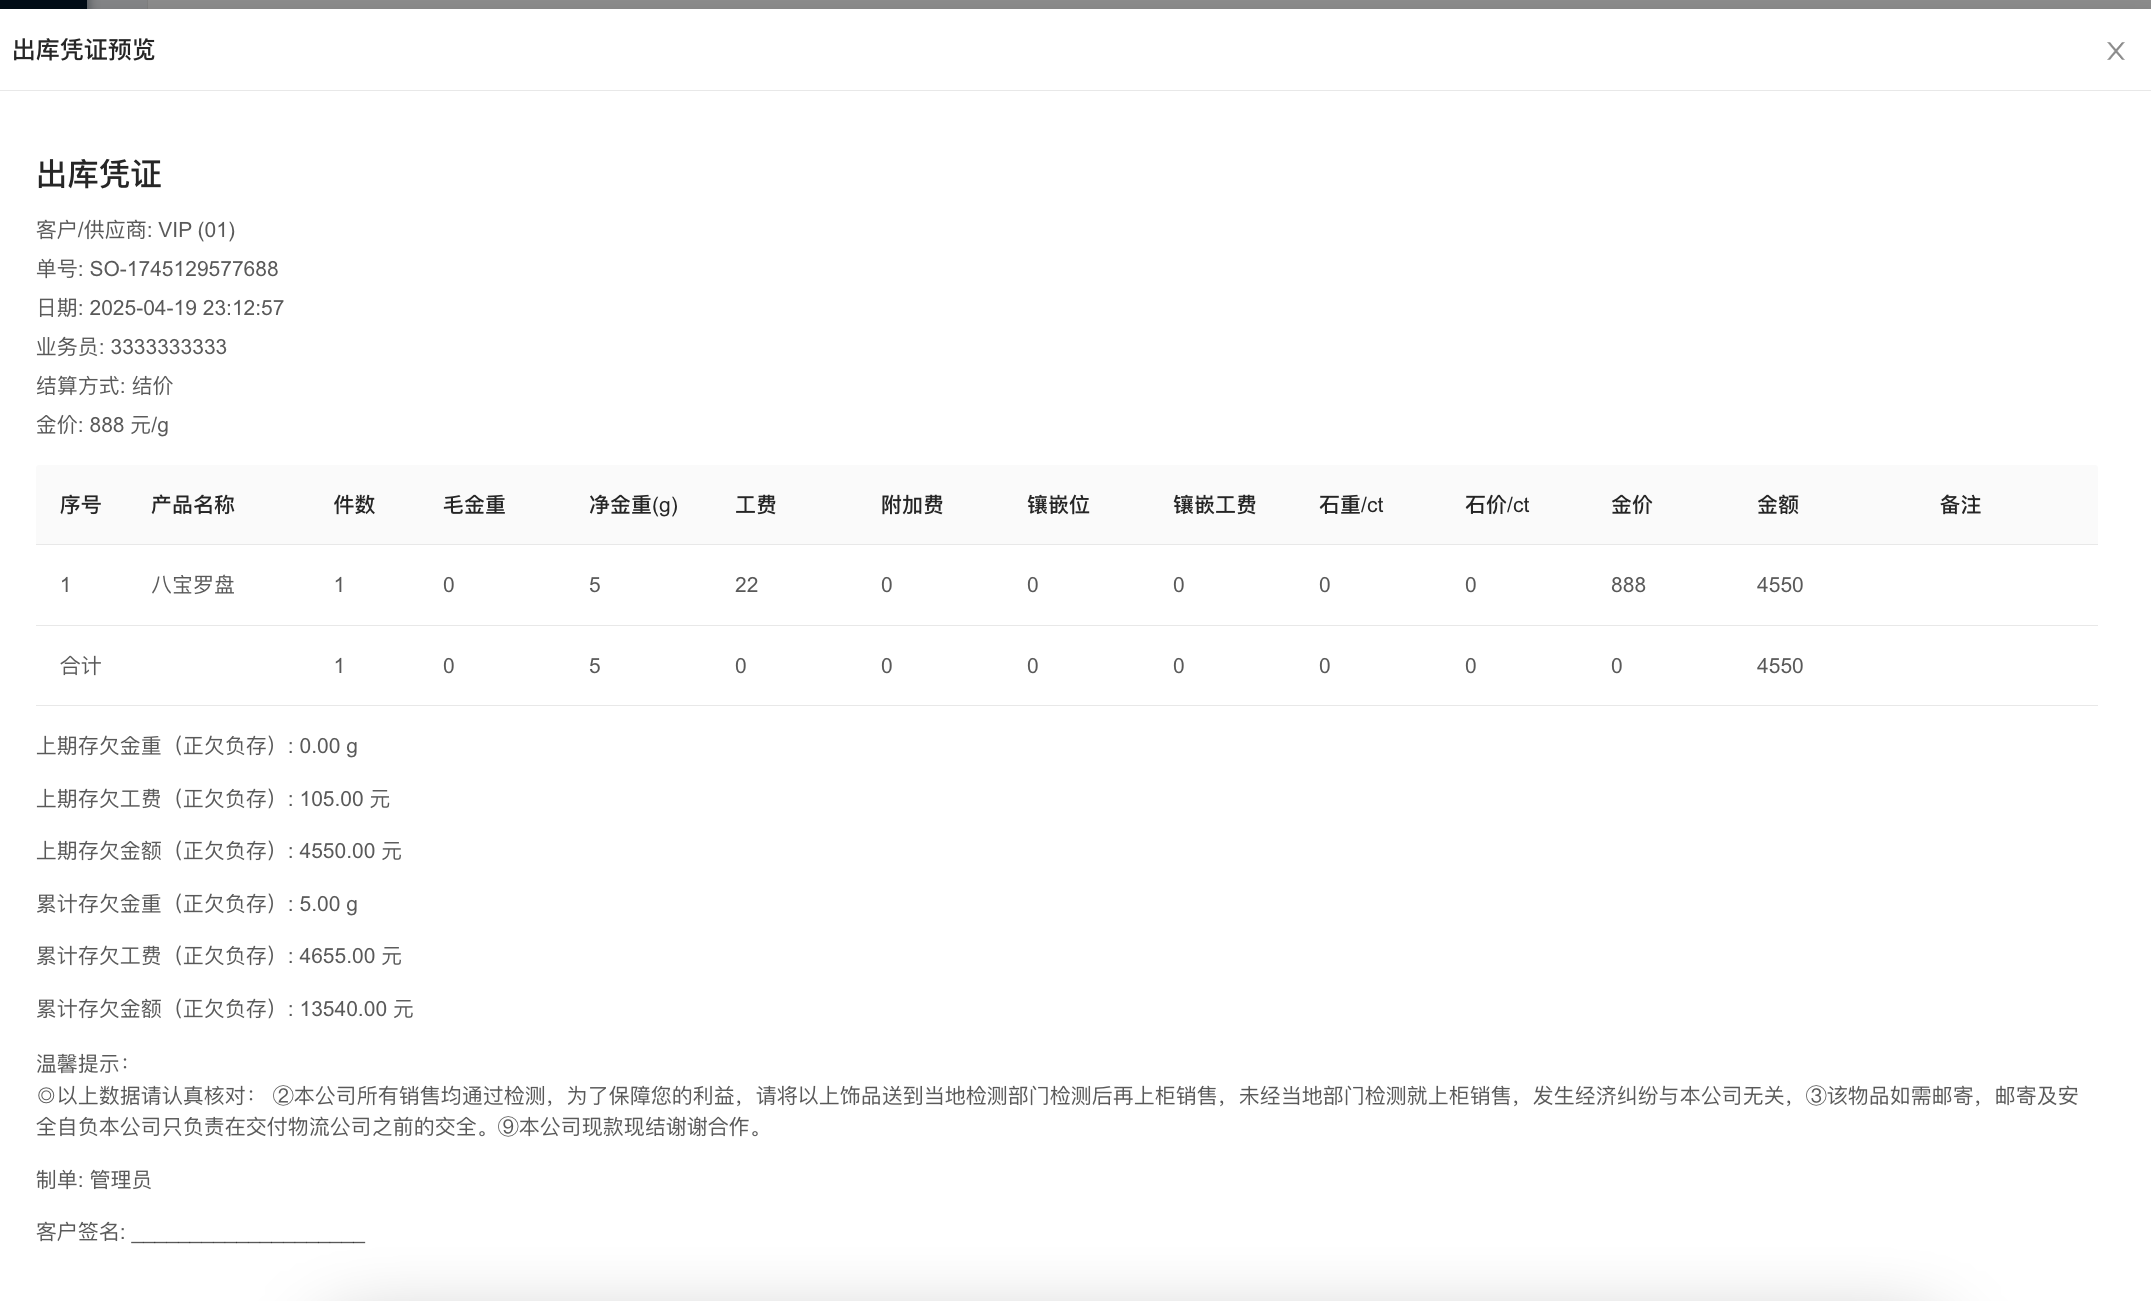 出库凭证预览
X
出库凭证
客户/供应商: VIP (01)
单号: SO-1745129577688
日期: 2025-04-19 23:12:57
业务员: 3333333333
结算方式: 结价
金价: 888 元/g
序号 产品名称 件数 毛金重 净金重(g) 工费 附加费 镶嵌位 镶嵌工费 石重/ct 石价/ct 金价 金额 备注
1 八宝罗盘 1 0 5 22 0 0 0 0 0 888 4550
合计 1 0 5 0 0 0 0 0 0 0 4550
上期存欠金重（正欠负存）: 0.00 g
上期存欠工费（正欠负存）: 105.00 元
上期存欠金额（正欠负存）: 4550.00 元
累计存欠金重（正欠负存）: 5.00 g
累计存欠工费（正欠负存）: 4655.00 元
累计存欠金额（正欠负存）: 13540.00 元
温馨提示：
◎以上数据请认真核对： ②本公司所有销售均通过检测，为了保障您的利益，请将以上饰品送到当地检测部门检测后再上柜销售，未经当地部门检测就上柜销售，发生经济纠纷与本公司无关，③该物品如需邮寄，邮寄及安
全自负本公司只负责在交付物流公司之前的交全。⑨本公司现款现结谢谢合作。
制单: 管理员
客户签名: ____________________